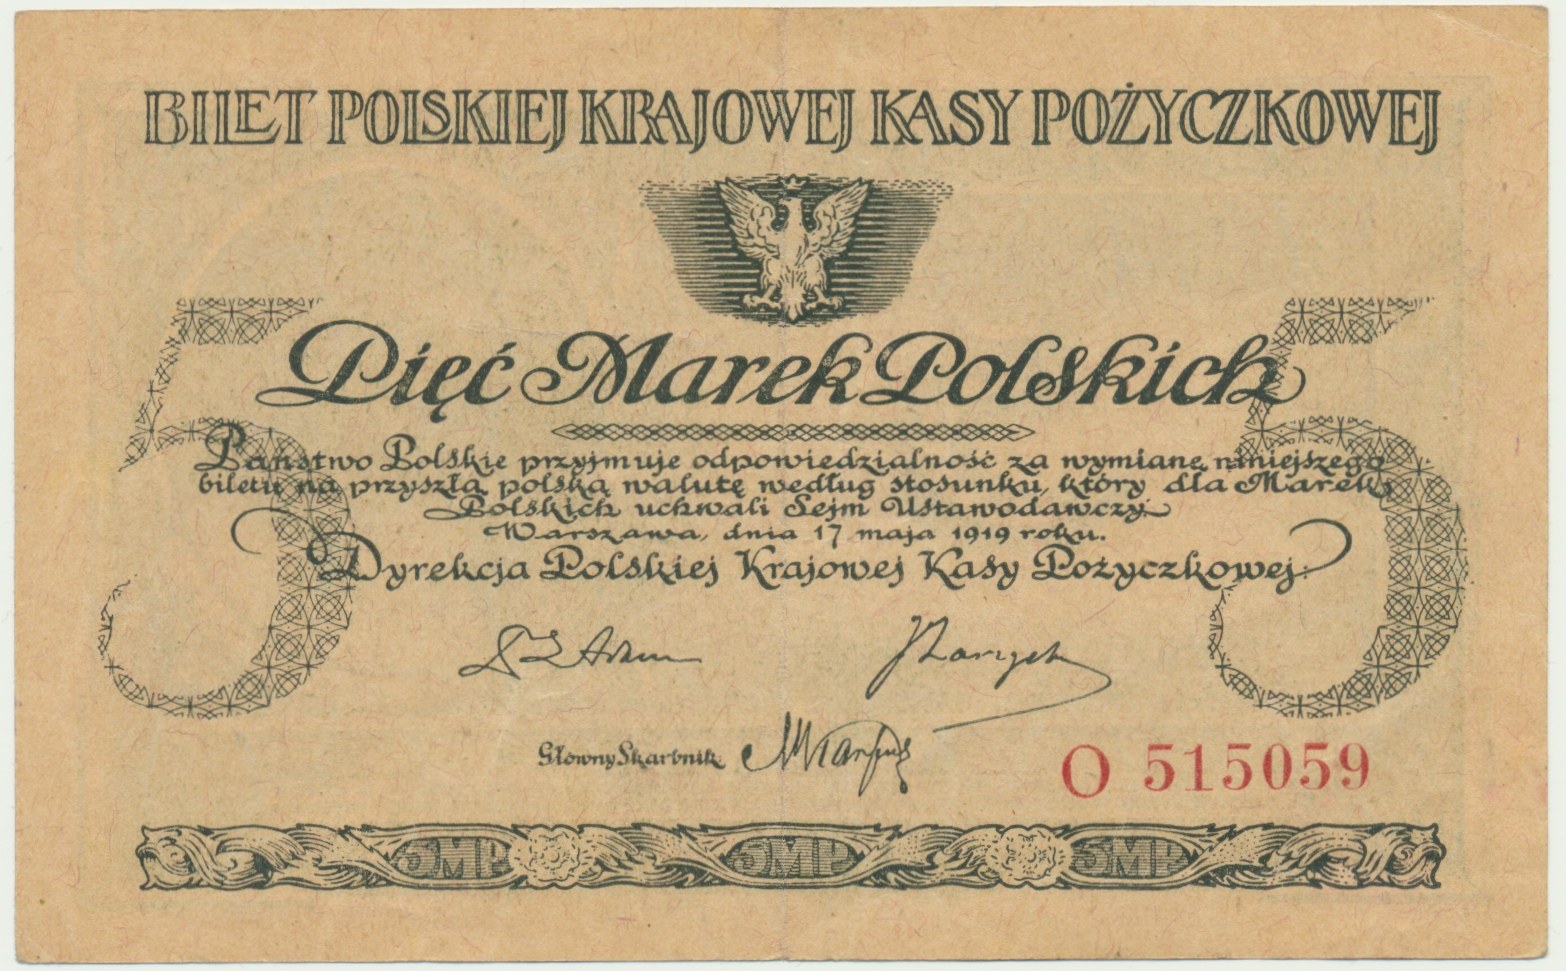 BILET POLSKIEJ KRAJOWEJ KASY POŻYCZKOWEJ
5 5
Pięć Marek Polskich
Państwo Polskie przyjmuje odpowiedzialność za wymianę niniejszego
biletu na przyszłą polską walutę według stosunku, który dla Marek
Polskich uchwali Sejm Ustawodawczy
Warszawa, dnia 17 maja 1919 roku.
Dyrekcja Polskiej Krajowej Kasy Pożyczkowej:
Główny Skarbnik
O 515059
5MP 5MP 5MP